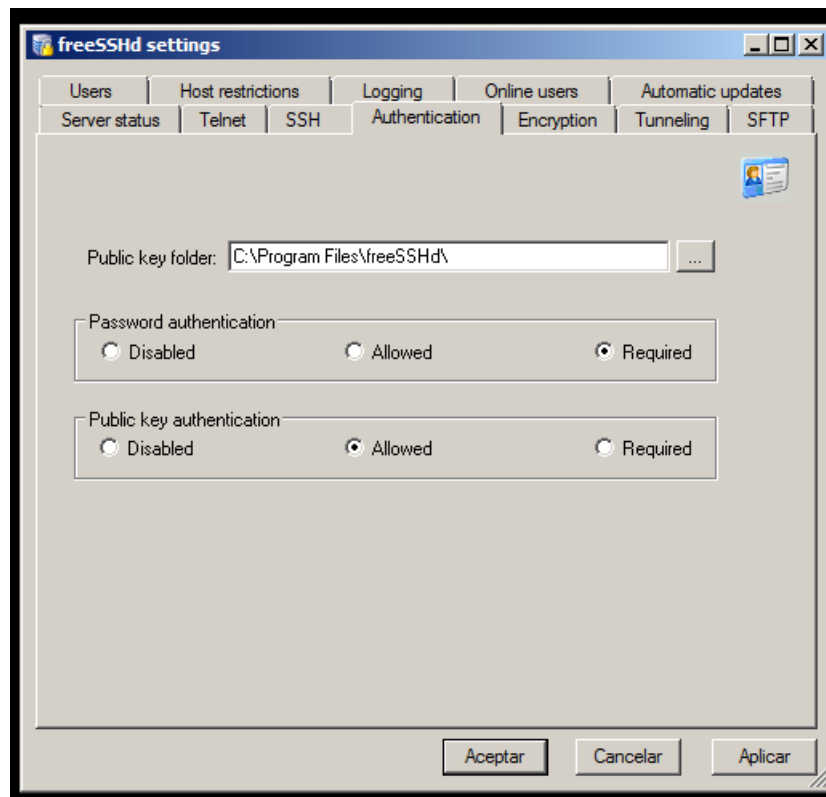 freeSSHd settings
Users Host restrictions Logging Online users Automatic updates
Server status Telnet SSH Authentication Encryption Tunneling SFTP
Public key folder: C:\Program Files\freeSSHd\ ...
Password authentication
Disabled Allowed Required
Public key authentication
Disabled Allowed Required
Aceptar Cancelar Aplicar